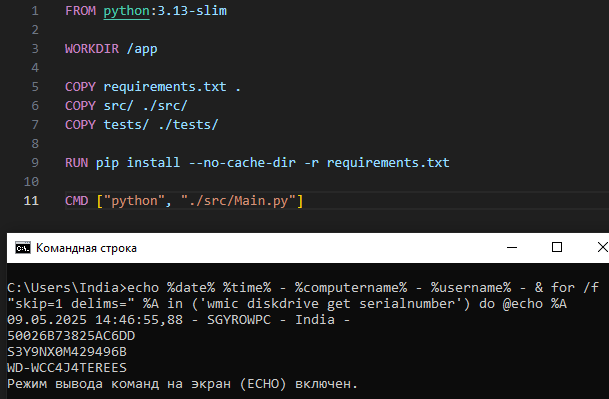 1 FROM python:3.13-slim
2
3 WORKDIR /app
4
5 COPY requirements.txt .
6 COPY src/ ./src/
7 COPY tests/ ./tests/
8
9 RUN pip install --no-cache-dir -r requirements.txt
10
11 CMD ["python", "./src/Main.py"]
C:\. Командная строка
C:\Users\India>echo %date% %time% - %computername% - %username% - & for /f
"skip=1 delims=" %A in ('wmic diskdrive get serialnumber') do @echo %A
09.05.2025 14:46:55,88 - SGYROWPC - India -
50026B73825AC6DD
S3Y9NX0M429496B
WD-WCC4J4TEREES
Режим вывода команд на экран (ECHO) включен.